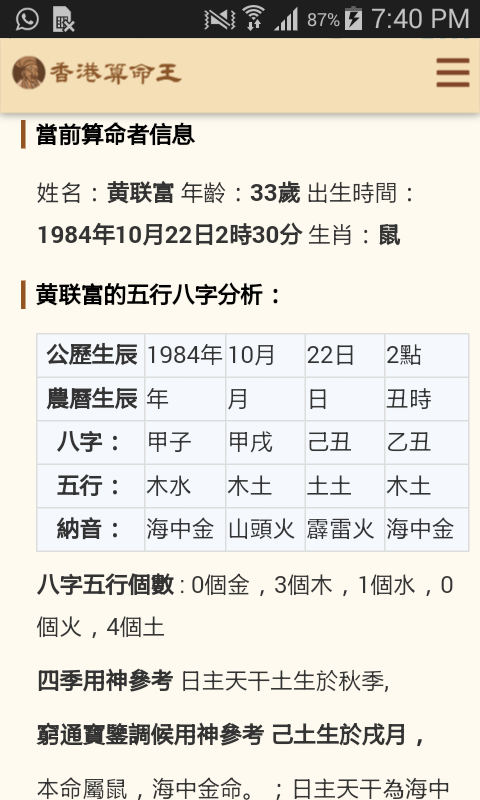 87% 7:40 PM
香港算命王
當前算命者信息
姓名：黄联富 年齡：33歲 出生時間：
1984年10月22日2時30分 生肖：鼠
黄联富的五行八字分析：
公歷生辰 1984年 10月 22日 2點
農曆生辰 年 月 日 丑時
八字： 甲子 甲戌 己丑 乙丑
五行： 木水 木土 土土 木土
納音： 海中金 山頭火 霹雷火 海中金
八字五行個數 : 0個金，3個木，1個水，0
個火，4個土
四季用神參考 日主天干土生於秋季,
窮通寶鑒調候用神參考 己土生於戌月，
本命屬鼠，海中金命。；日主天干為海中